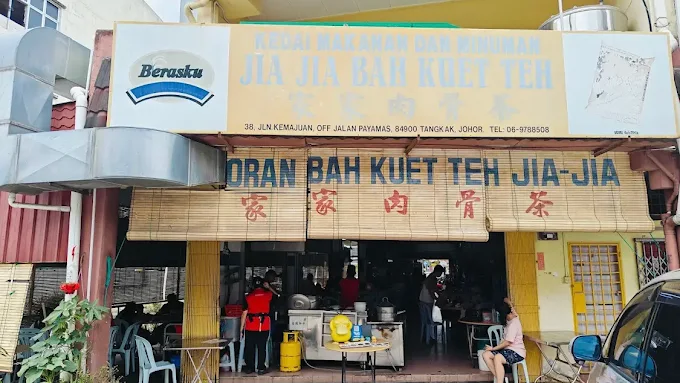 Berasku
KEDAI MAKANAN DAN MINUMAN
JIA JIA BAH KUET TEH
家家肉骨茶
38, JLN KEMAJUAN, OFF JALAN PAYAMAS, 84900 TANGKAK, JOHOR. TEL: 06-9788508
ORAN BAH KUET TEH JIA-JIA
家家肉骨茶